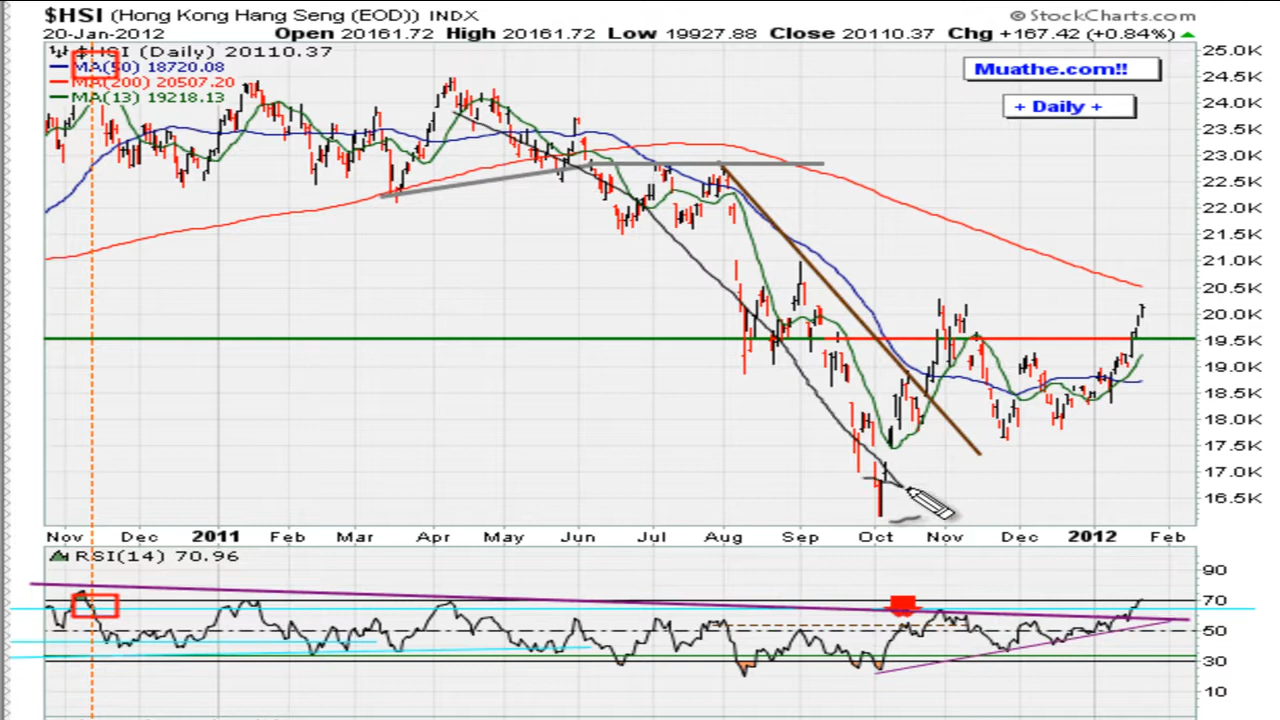 $HSI (Hong Kong Hang Seng (EOD)) INDX
© StockCharts.com
20-Jan-2012
Open 20161.72 High 20161.72 Low 19927.88 Close 20110.37 Chg +167.42 (+0.84%)
$HSI (Daily) 20110.37
MA(50) 18720.08
MA(200) 20507.20
MA(13) 19218.13
Muathe.com!!
+ Daily +
25.0K
24.5K
24.0K
23.5K
23.0K
22.5K
22.0K
21.5K
21.0K
20.5K
20.0K
19.5K
19.0K
18.5K
18.0K
17.5K
17.0K
16.5K
Nov Dec 2011 Feb Mar Apr May Jun Jul Aug Sep Oct Nov Dec 2012 Feb
RSI(14) 70.96
90
70
50
30
10